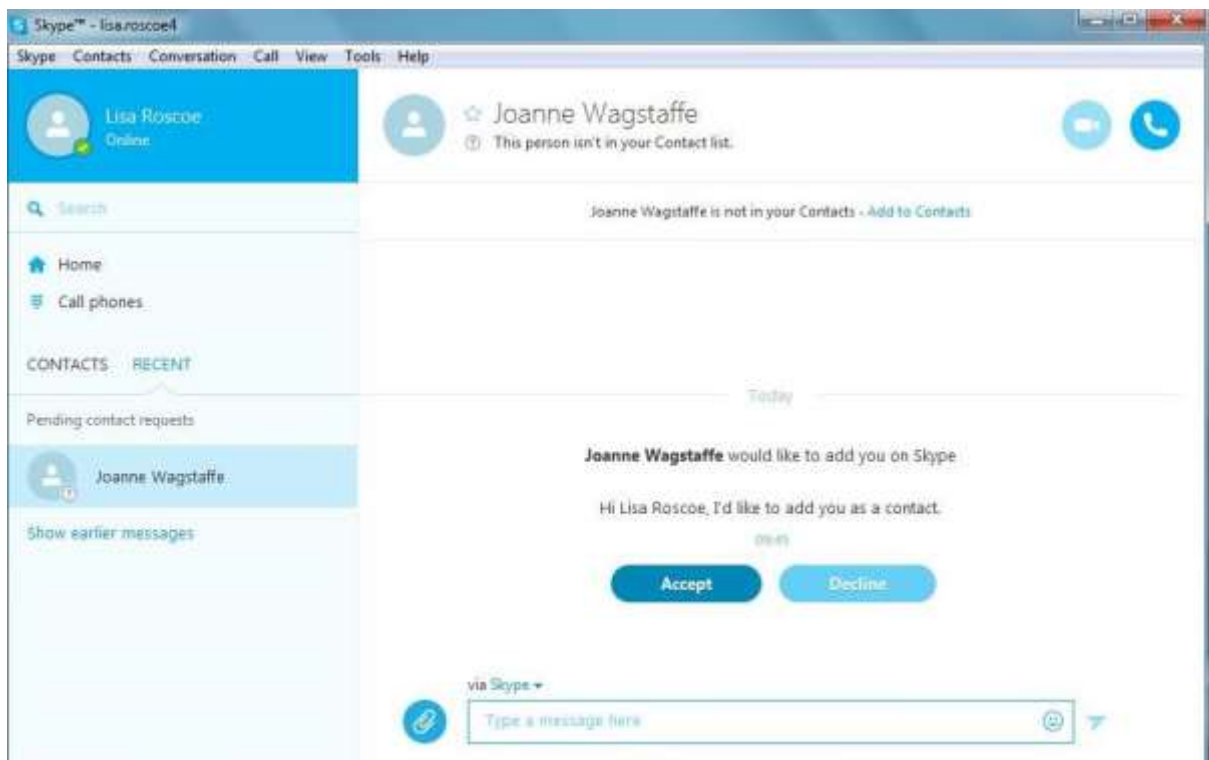 Skype™ - lisa.roscoe4
Skype Contacts Conversation Call View Tools Help
Lisa Roscoe
Online
Search
Home
Call phones
CONTACTS RECENT
Pending contact requests
Joanne Wagstaffe
Show earlier messages
Joanne Wagstaffe
This person isn't in your Contact list.
Joanne Wagstaffe is not in your Contacts - Add to Contacts
Today
Joanne Wagstaffe would like to add you on Skype
Hi Lisa Roscoe, I'd like to add you as a contact.
Accept Decline
via Skype
Type a message here